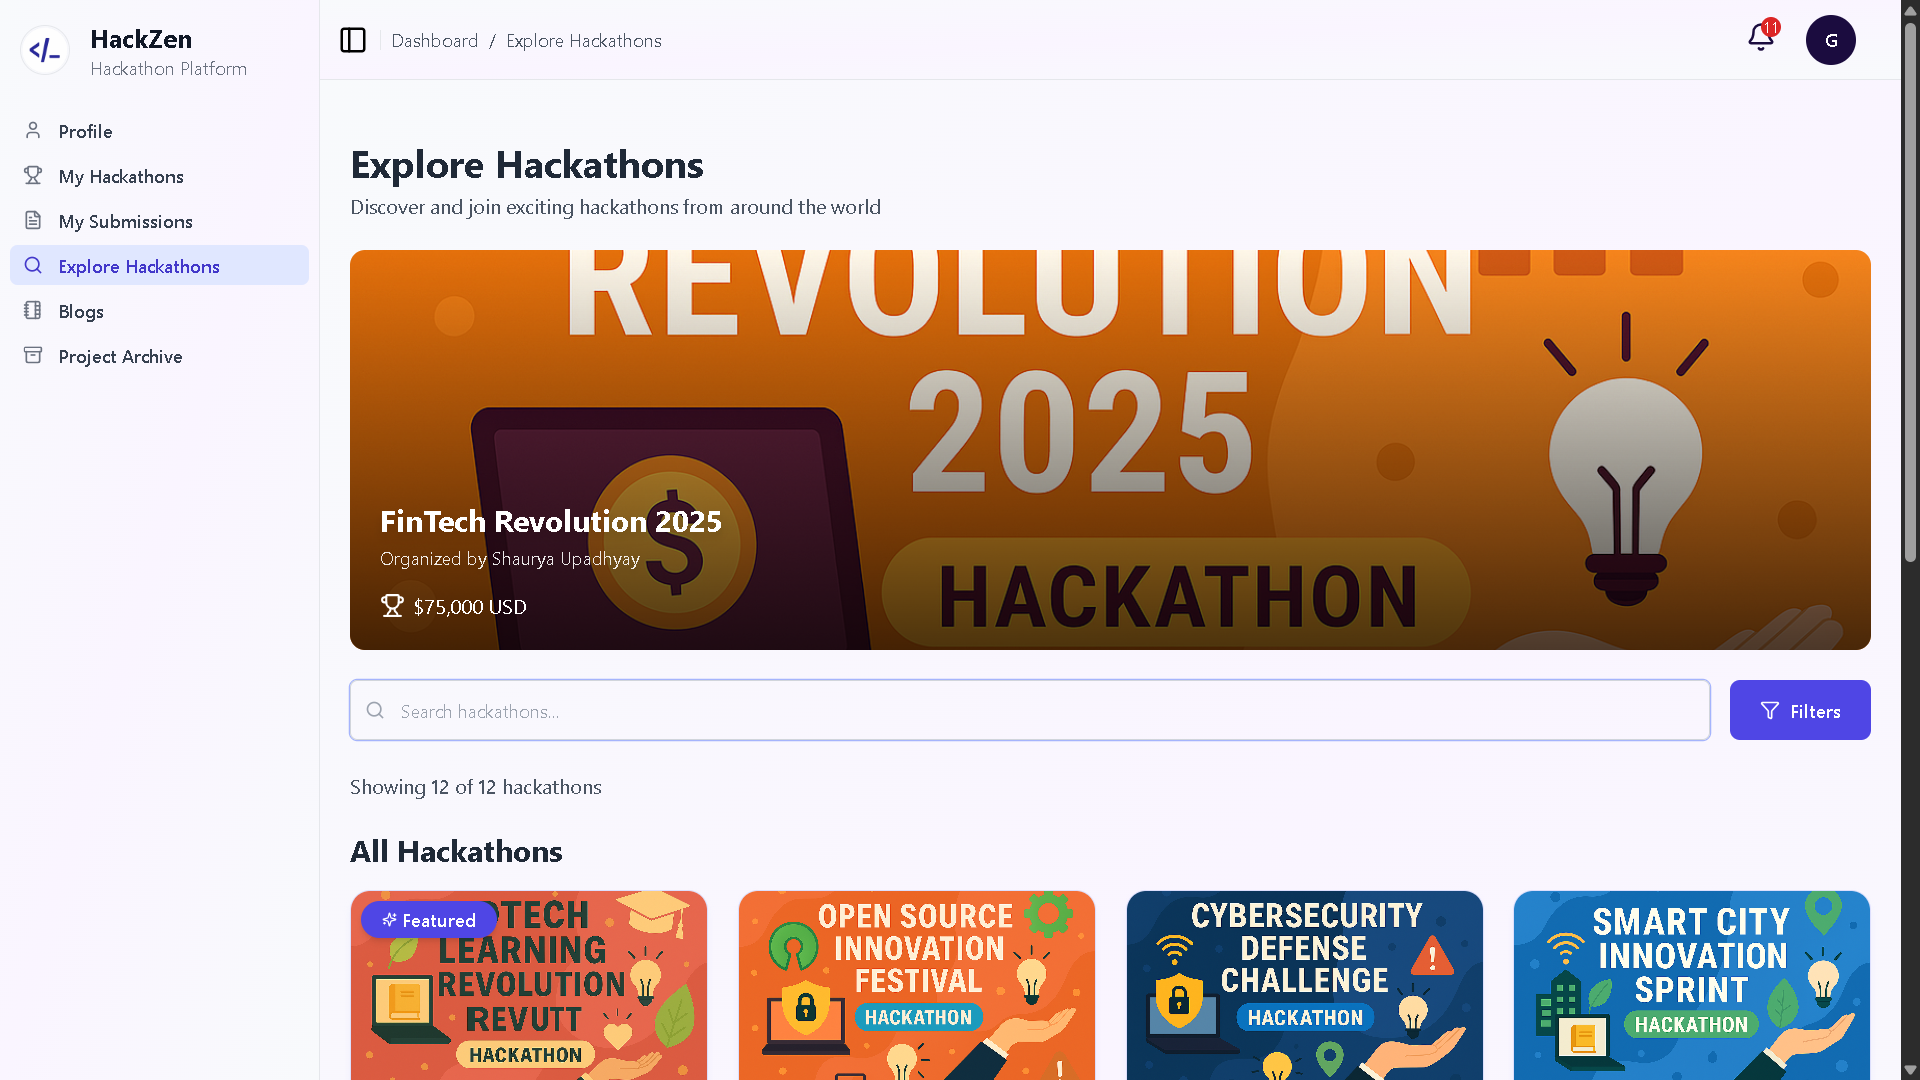 HackZen
Hackathon Platform
Profile
My Hackathons
My Submissions
Explore Hackathons
Blogs
Project Archive
Dashboard / Explore Hackathons
11
G
Explore Hackathons
Discover and join exciting hackathons from around the world
REVOLUTION
2025
HACKATHON
$
FinTech Revolution 2025
Organized by Shaurya Upadhyay
$75,000 USD
Search hackathons...
Filters
Showing 12 of 12 hackathons
All Hackathons
Featured
LEARNING
REVOLUTION
REVUTT
HACKATHON
OPEN SOURCE
INNOVATION
FESTIVAL
HACKATHON
CYBERSECURITY
DEFENSE
CHALLENGE
HACKATHON
SMART CITY
INNOVATION
SPRINT
HACKATHON